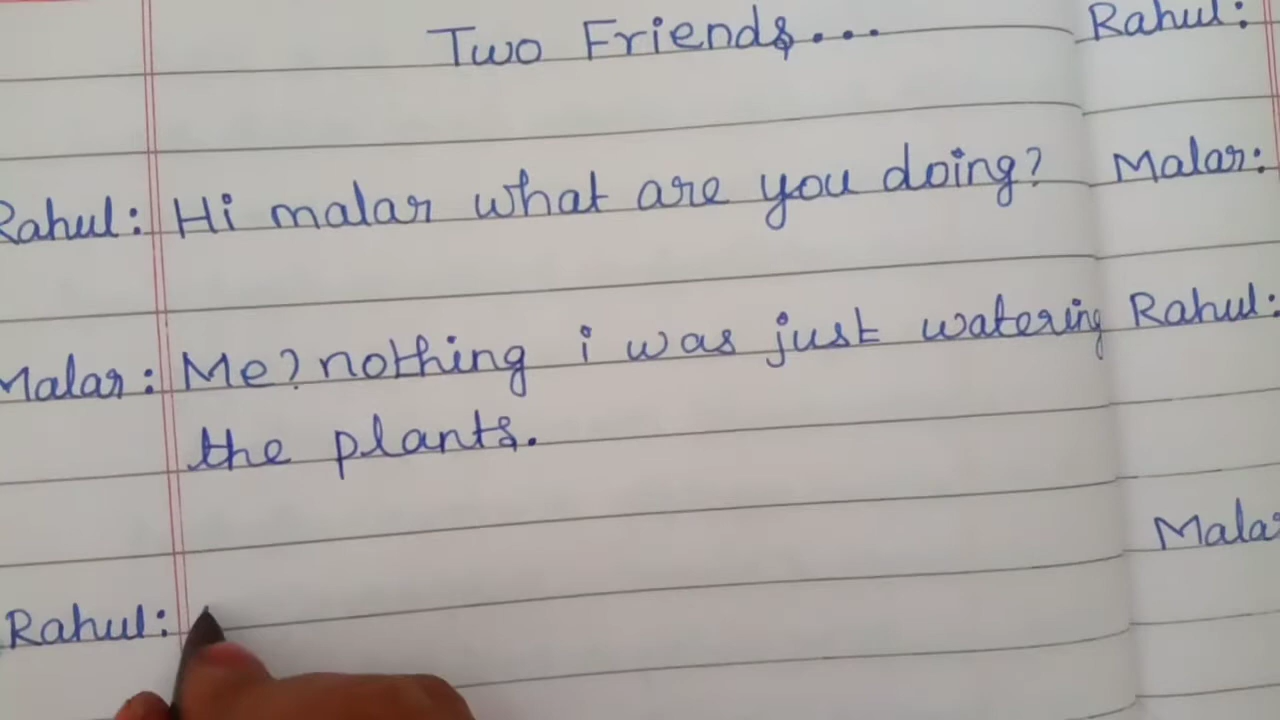 Two Friends...
Rahul: Hi malar what are you doing?
Malar: Me? nothing i was just watering
the plants.
Rahul:
Rahul:
Malar:
Rahul:
Malar